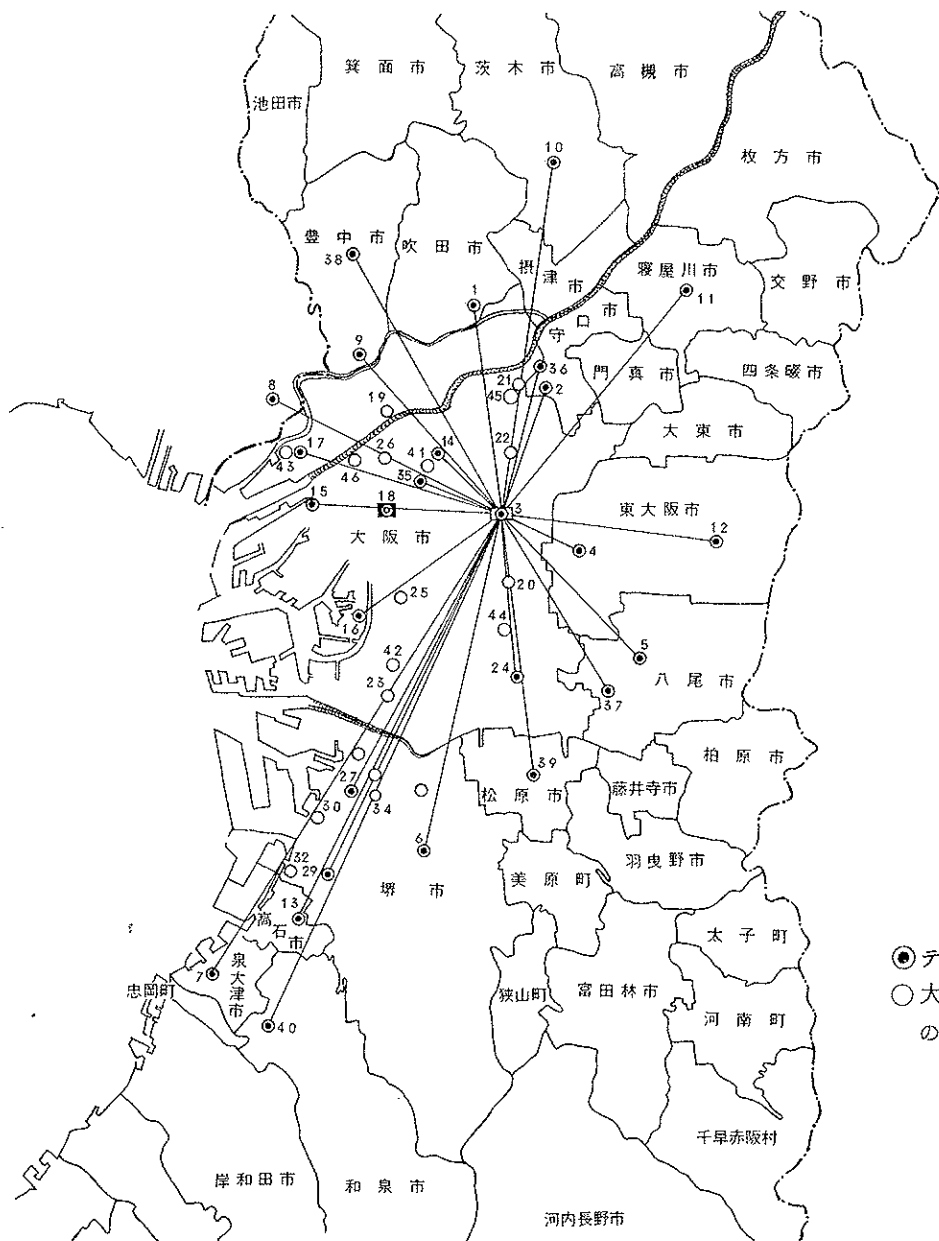 箕面市
茨木市
高槻市
池田市
枚方市
10
豊中市
38
吹田市
摂津市
寝屋川市
11
交野市
1
守口市
9
36
門真市
四条畷市
8
21
2
45
19
大東市
17
43
26
46
14
41
35
22
15
18
3
東大阪市
12
大阪市
4
25
20
16
44
5
42
24
八尾市
23
37
柏原市
39
27
松原市
藤井寺市
30
34
6
羽曳野市
32
29
堺市
美原町
13
高石市
太子町
7
泉大津市
忠岡町
狭山町
富田林市
河南町
40
千早赤阪村
岸和田市
和泉市
河内長野市
テ
大
の